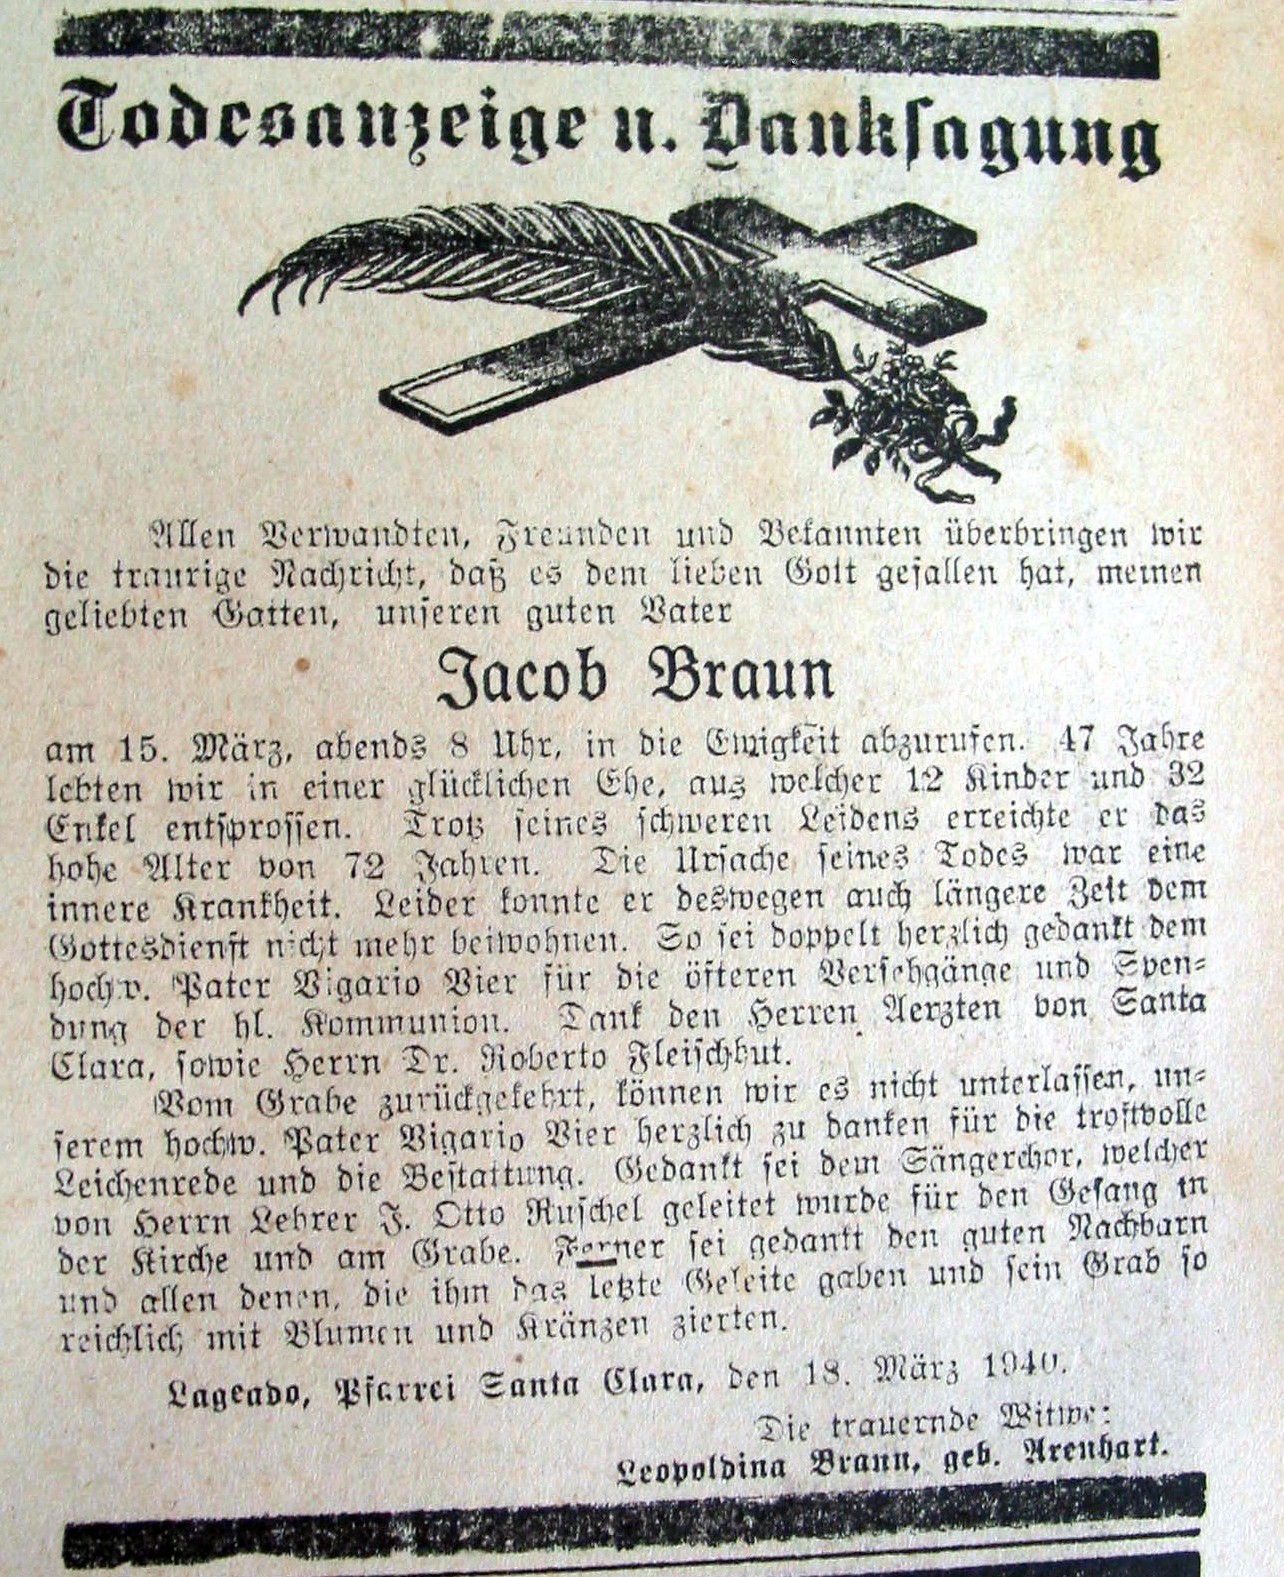 Todesanzeige u. Danksagung
Allen Verwandten, Freunden und Bekannten überbringen wir
die traurige Nachricht, daß es dem lieben Gott gefallen hat, meinen
geliebten Gatten, unseren guten Vater
Jacob Braun
am 15. März, abends 8 Uhr, in die Ewigkeit abzurufen. 47 Jahre
lebten wir in einer glücklichen Ehe, aus welcher 12 Kinder und 32
Enkel entsprossen. Trotz seines schweren Leidens erreichte er das
hohe Alter von 72 Jahren. Die Ursache seines Todes war eine
innere Krankheit. Leider konnte er deswegen auch längere Zeit dem
Gottesdienst nicht mehr beiwohnen. So sei doppelt herzlich gedankt dem
hochw. Pater Vigario Vier für die öfteren Versehgänge und Spen-
dung der hl. Kommunion. Dank den Herren Aerzten von Santa
Clara, sowie Herrn Dr. Roberto Fleischhut.
Vom Grabe zurückgekehrt, können wir es nicht unterlassen, un-
serem hochw. Pater Vigario Vier herzlich zu danken für die trostvolle
Leichenrede und die Bestattung. Gedankt sei dem Sängerchor, welcher
von Herrn Lehrer J. Otto Ruschel geleitet wurde für den Gesang in
der Kirche und am Grabe. Ferner sei gedankt den guten Nachbarn
und allen denen, die ihm das letzte Geleite gaben und sein Grab so
reichlich mit Blumen und Kränzen zierten.
Lageado, Pfarrei Santa Clara, den 18. März 1940.
Die trauernde Witwe:
Leopoldina Braun, geb. Arenhart.